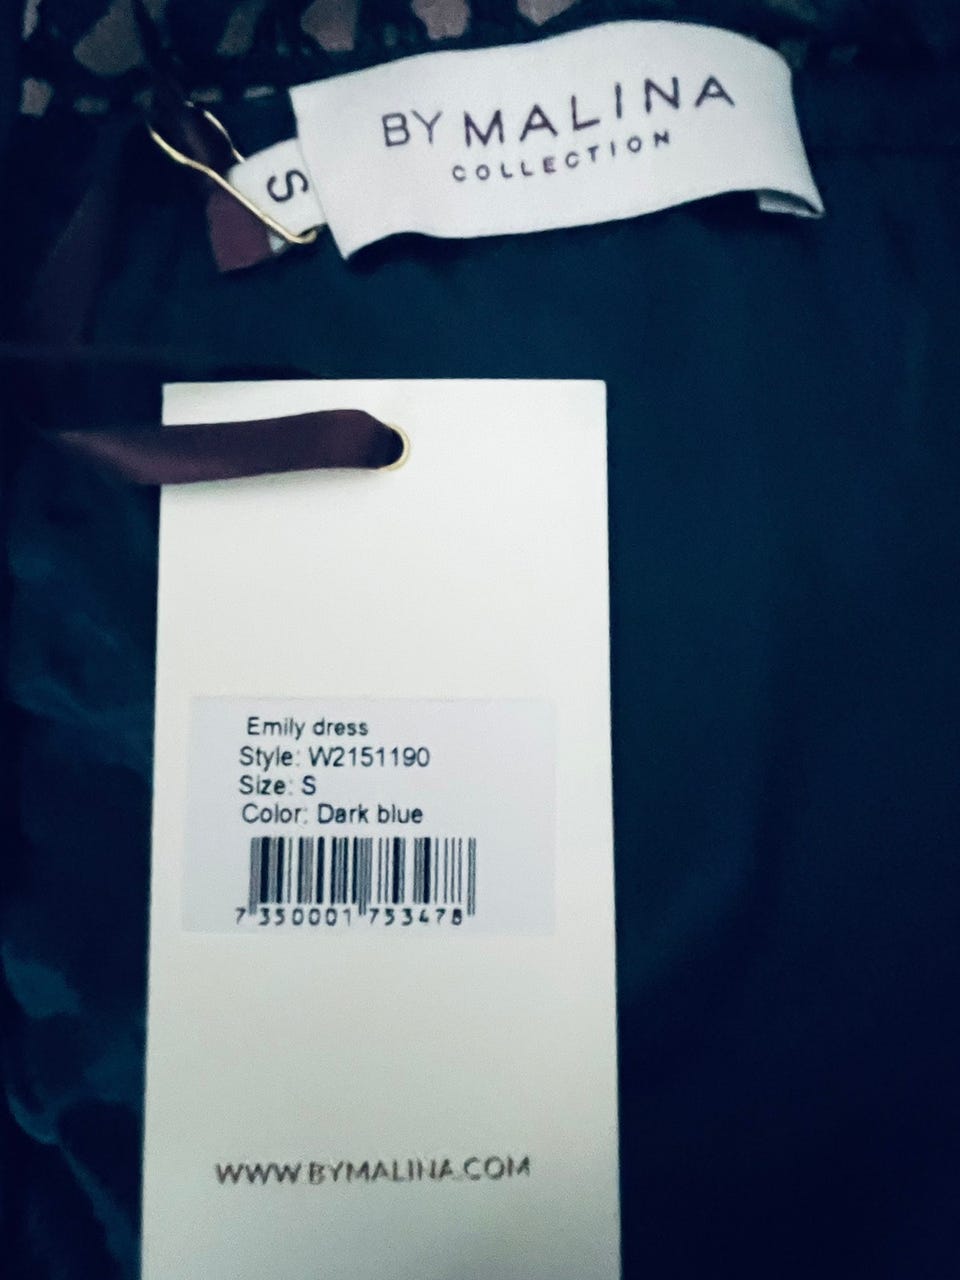 BY MALINA
COLLECTION
S
Emily dress
Style: W2151190
Size: S
Color: Dark blue
7 350001 753478
WWW.BYMALINA.COM